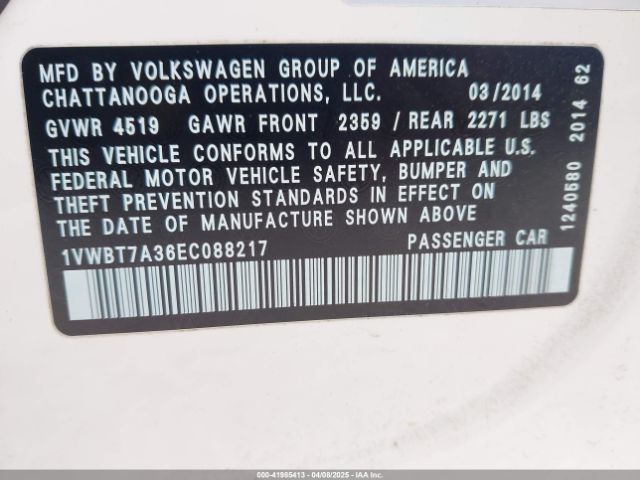 MFD BY VOLKSWAGEN GROUP OF AMERICA
CHATTANOOGA OPERATIONS, LLC. 03/2014
GVWR 4519 GAWR FRONT 2359 / REAR 2271 LBS
THIS VEHICLE CONFORMS TO ALL APPLICABLE U.S.
FEDERAL MOTOR VEHICLE SAFETY, BUMPER AND
THEFT PREVENTION STANDARDS IN EFFECT ON
THE DATE OF MANUFACTURE SHOWN ABOVE
1VWBT7A36EC088217 PASSENGER CAR
1240580 2014 62
000-41985413 - 04/08/2025 - IAA Inc.